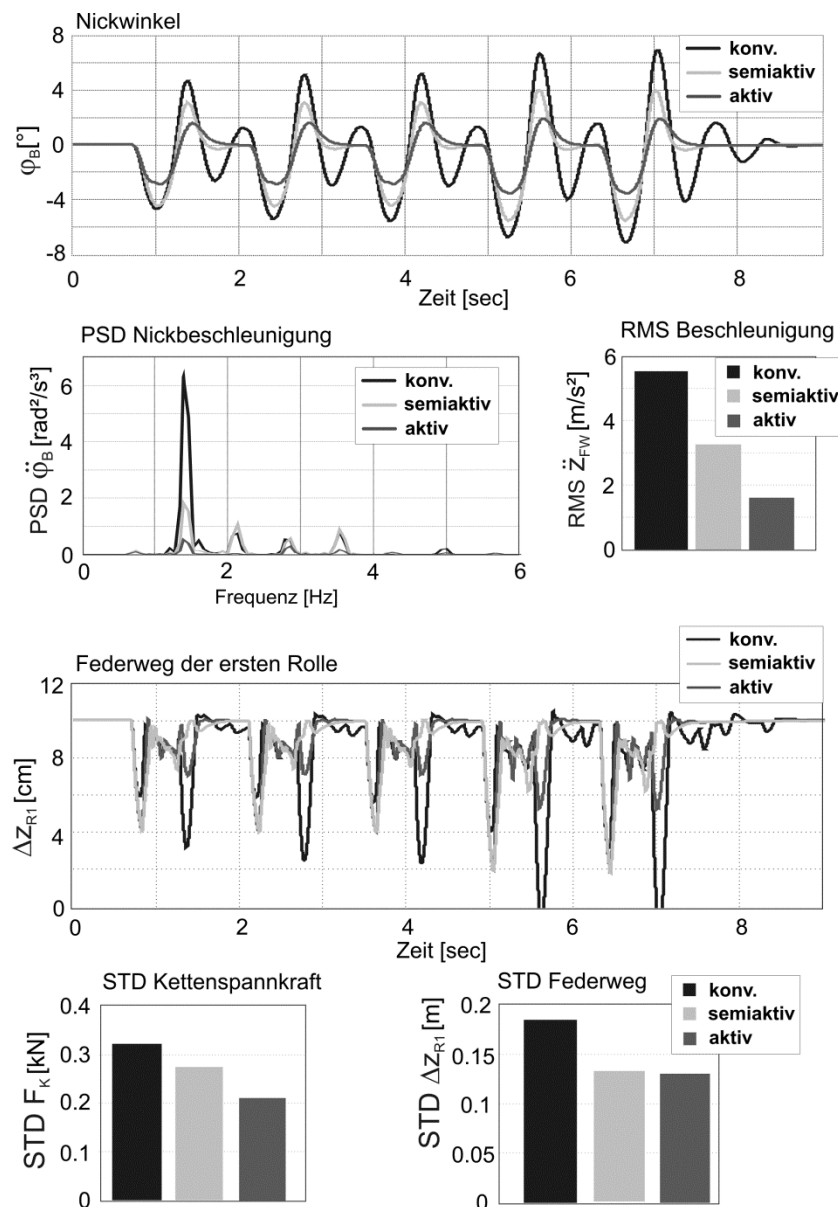 Nickwinkel
8
4
0
-4
-8
φB[°]
konv.
semiaktiv
aktiv
0
2
4
6
8
Zeit [sec]
PSD Nickbeschleunigung
6
4
2
0
PSD φ̈B [rad²/s³]
konv.
semiaktiv
aktiv
0
2
4
6
Frequenz [Hz]
RMS Beschleunigung
6
4
2
0
RMS z̈FW [m/s²]
konv.
semiaktiv
aktiv
Federweg der ersten Rolle
konv.
semiaktiv
aktiv
12
8
4
0
ΔzR1 [cm]
0
2
4
6
8
Zeit [sec]
STD Kettenspannkraft
0.4
0.3
0.2
0.1
0
STD FK [kN]
STD Federweg
0.2
0.15
0.1
0.05
0
STD ΔzR1 [m]
konv.
semiaktiv
aktiv